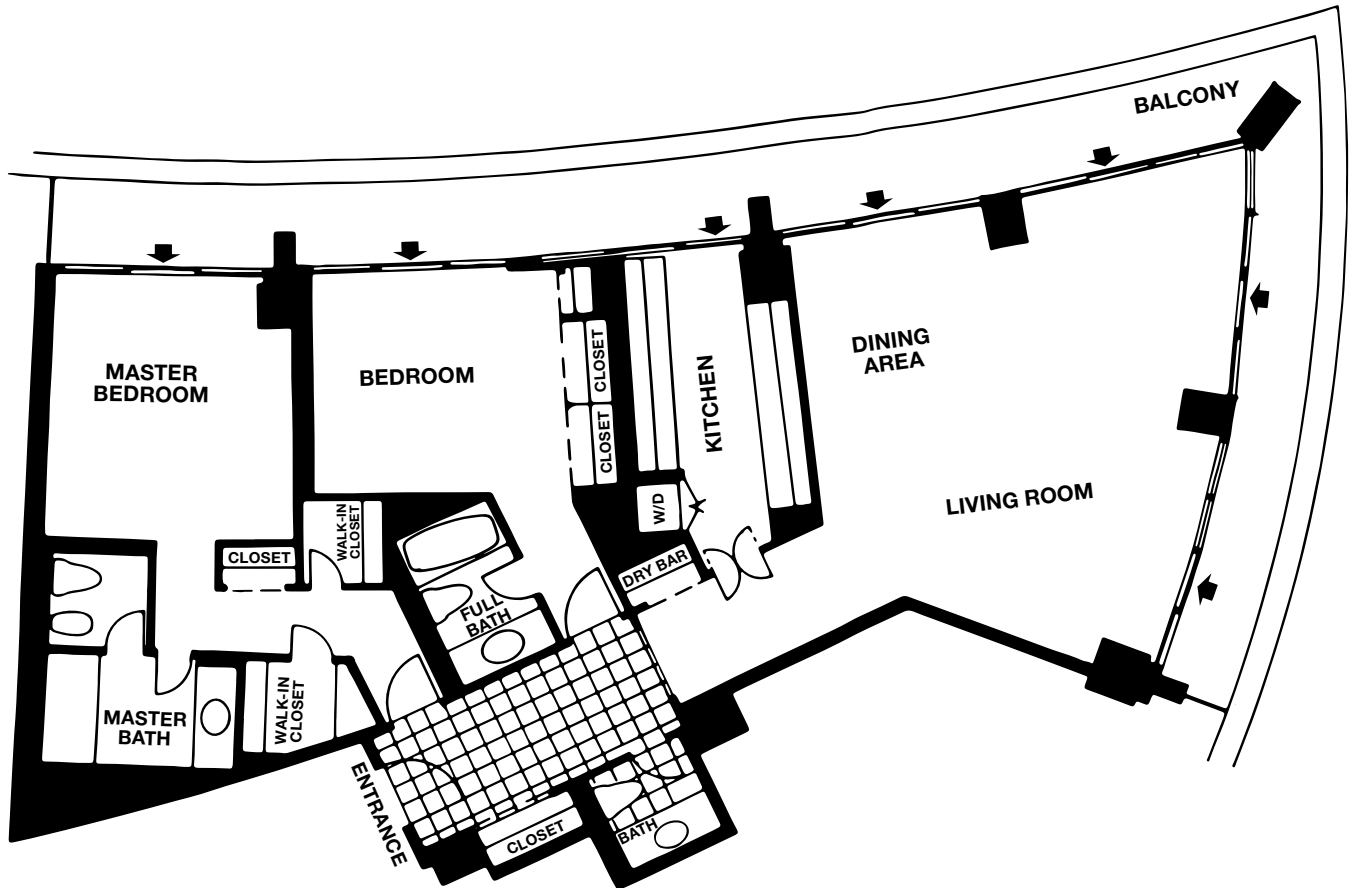 BALCONY
MASTER
BEDROOM
BEDROOM
CLOSET
CLOSET
KITCHEN
DINING
AREA
LIVING ROOM
W/D
WALK-IN
CLOSET
CLOSET
DRY BAR
FULL
BATH
MASTER
BATH
WALK-IN
CLOSET
ENTRANCE
CLOSET
BATH